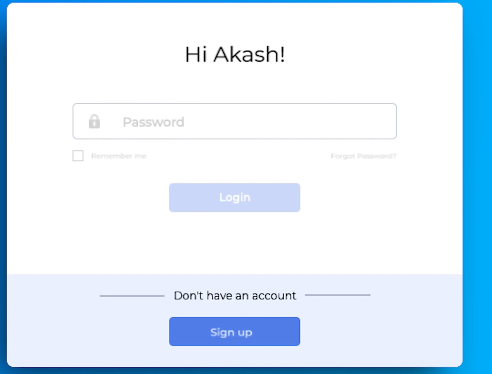 Hi Akash!
Password
Remember me
Forgot Password?
Login
Don't have an account
Sign up